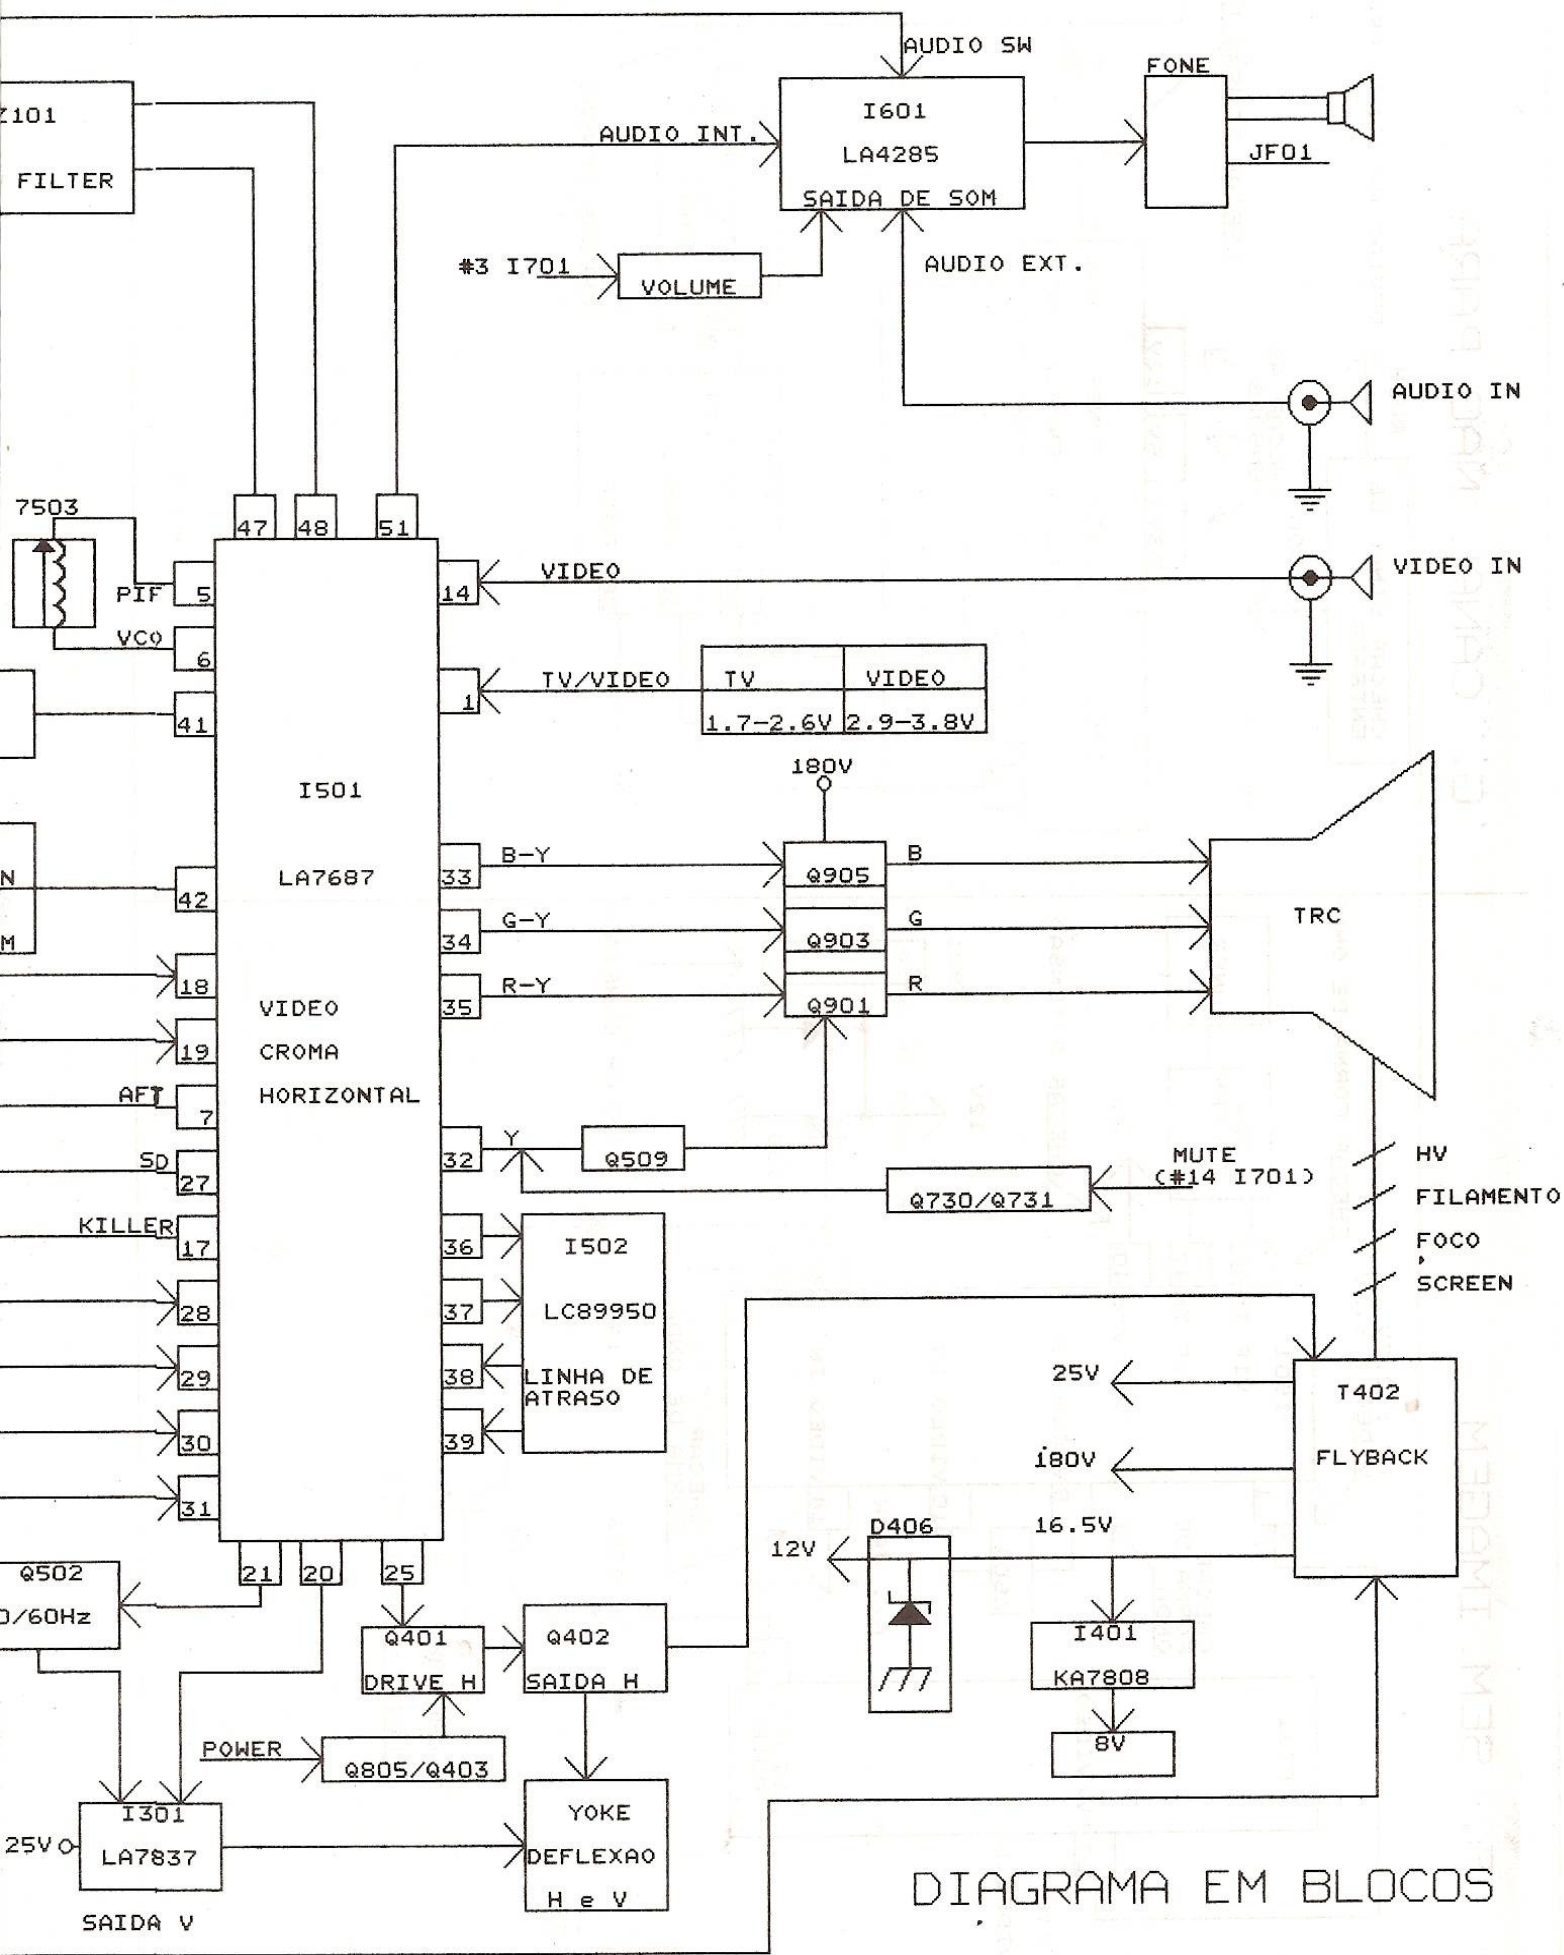 AUDIO SW
FONE
Z101
FILTER
AUDIO INT.
I601
LA4285
SAIDA DE SOM
JF01
#3 I701
VOLUME
AUDIO EXT.
AUDIO IN
7503
47
48
51
PIF
5
VCO
6
41
14
VIDEO
VIDEO IN
1
TV/VIDEO
TV
VIDEO
1.7-2.6V
2.9-3.8V
180V
I501
LA7687
VIDEO
CROMA
HORIZONTAL
N
42
M
18
19
AFT
7
SD
27
KILLER
17
28
29
30
31
33
B-Y
Q905
B
34
G-Y
Q903
G
35
R-Y
Q901
R
TRC
32
Y
Q509
Q730/Q731
MUTE
(#14 I701)
HV
FILAMENTO
FOCO
SCREEN
36
37
38
39
I502
LC89950
LINHA DE
ATRASO
25V
180V
16.5V
T402
FLYBACK
12V
D406
I401
KA7808
8V
21
20
25
Q502
0/60Hz
Q401
DRIVE H
Q402
SAIDA H
POWER
Q805/Q403
I301
25V
LA7837
SAIDA V
YOKE
DEFLEXAO
H e V
DIAGRAMA EM BLOCOS